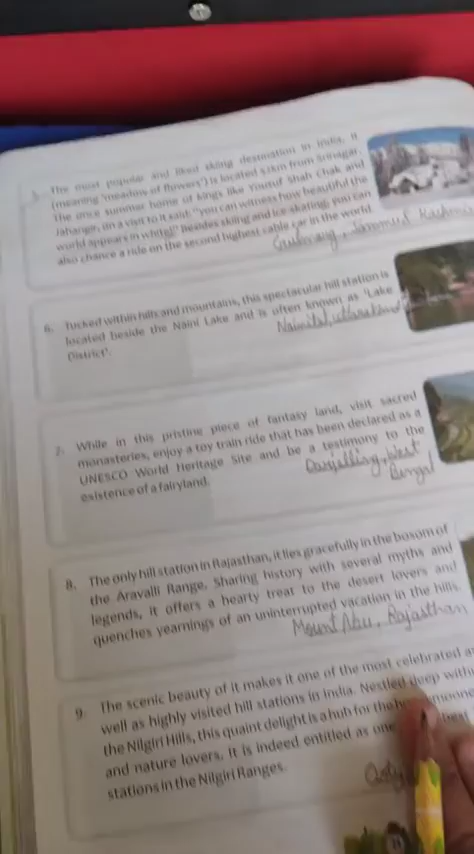 The most popular and liked skiing destination in India, it
(meaning 'meadow of flowers') is located 52km from Srinagar.
The once summer home of kings like Yousuf Shah Chak and
Jahangir, on a visit to it said: "you can witness how beautiful the
world appears in white!" Besides skiing and ice-skating, you can
also chance a ride on the second highest cable car in the world.
6. Tucked within hills and mountains, this spectacular hill station is
located beside the Naini Lake and is often known as 'Lake
District'.
Nainital, uttarakhand
7. While in this pristine piece of fantasy land, visit sacred
monasteries, enjoy a toy train ride that has been declared as a
UNESCO World Heritage Site and be a testimony to the
existence of a fairyland.
Darjelling, West
Bengal
8. The only hill station in Rajasthan, it lies gracefully in the bosom of
the Aravalli Range. Sharing history with several myths and
legends, it offers a hearty treat to the desert lovers and
quenches yearnings of an uninterrupted vacation in the hills.
Mount Abu, Rajasthan
9. The scenic beauty of it makes it one of the most celebrated
well as highly visited hill stations in India. Nestled deep
the Nilgiri Hills, this quaint delight is a hub for the
and nature lovers. It is indeed entitled as one
stations in the Nilgiri Ranges.